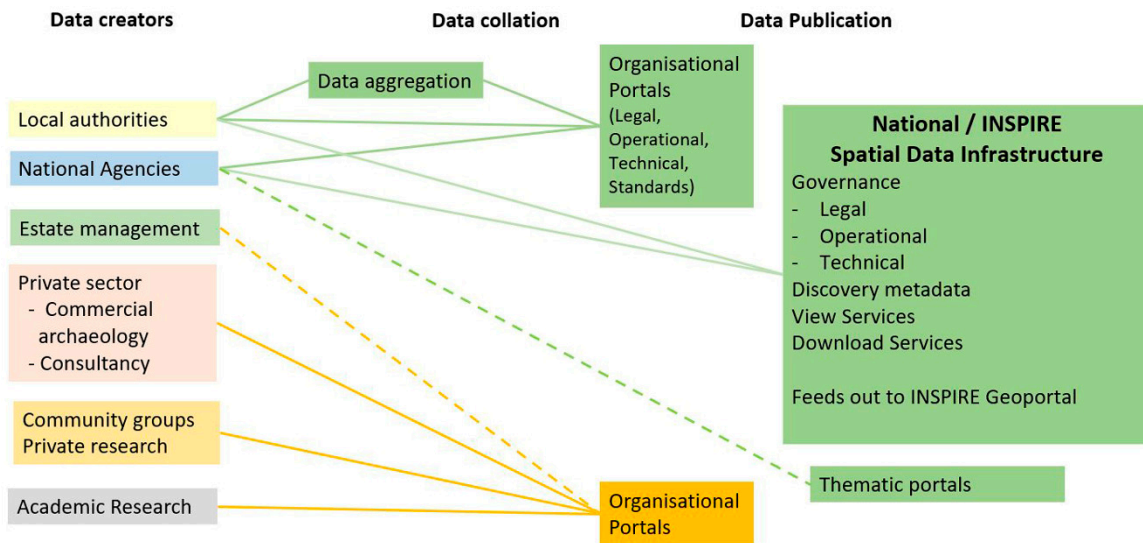 Data creators
Data collation
Data Publication
Data aggregation
Organisational
Portals
(Legal,
Operational,
Technical,
Standards)
Local authorities
National Agencies
Estate management
Private sector
- Commercial
archaeology
- Consultancy
Community groups
Private research
Academic Research
National / INSPIRE
Spatial Data Infrastructure
Governance
- Legal
- Operational
- Technical
Discovery metadata
View Services
Download Services
Feeds out to INSPIRE Geoportal
Thematic portals
Organisational
Portals